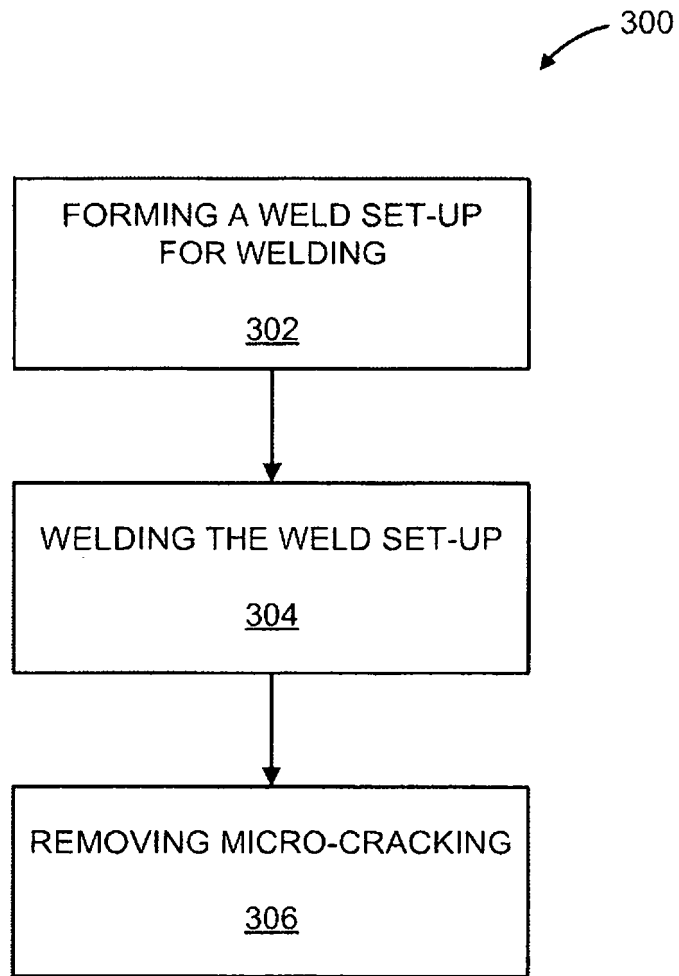 300
FORMING A WELD SET-UP
FOR WELDING
302
WELDING THE WELD SET-UP
304
REMOVING MICRO-CRACKING
306